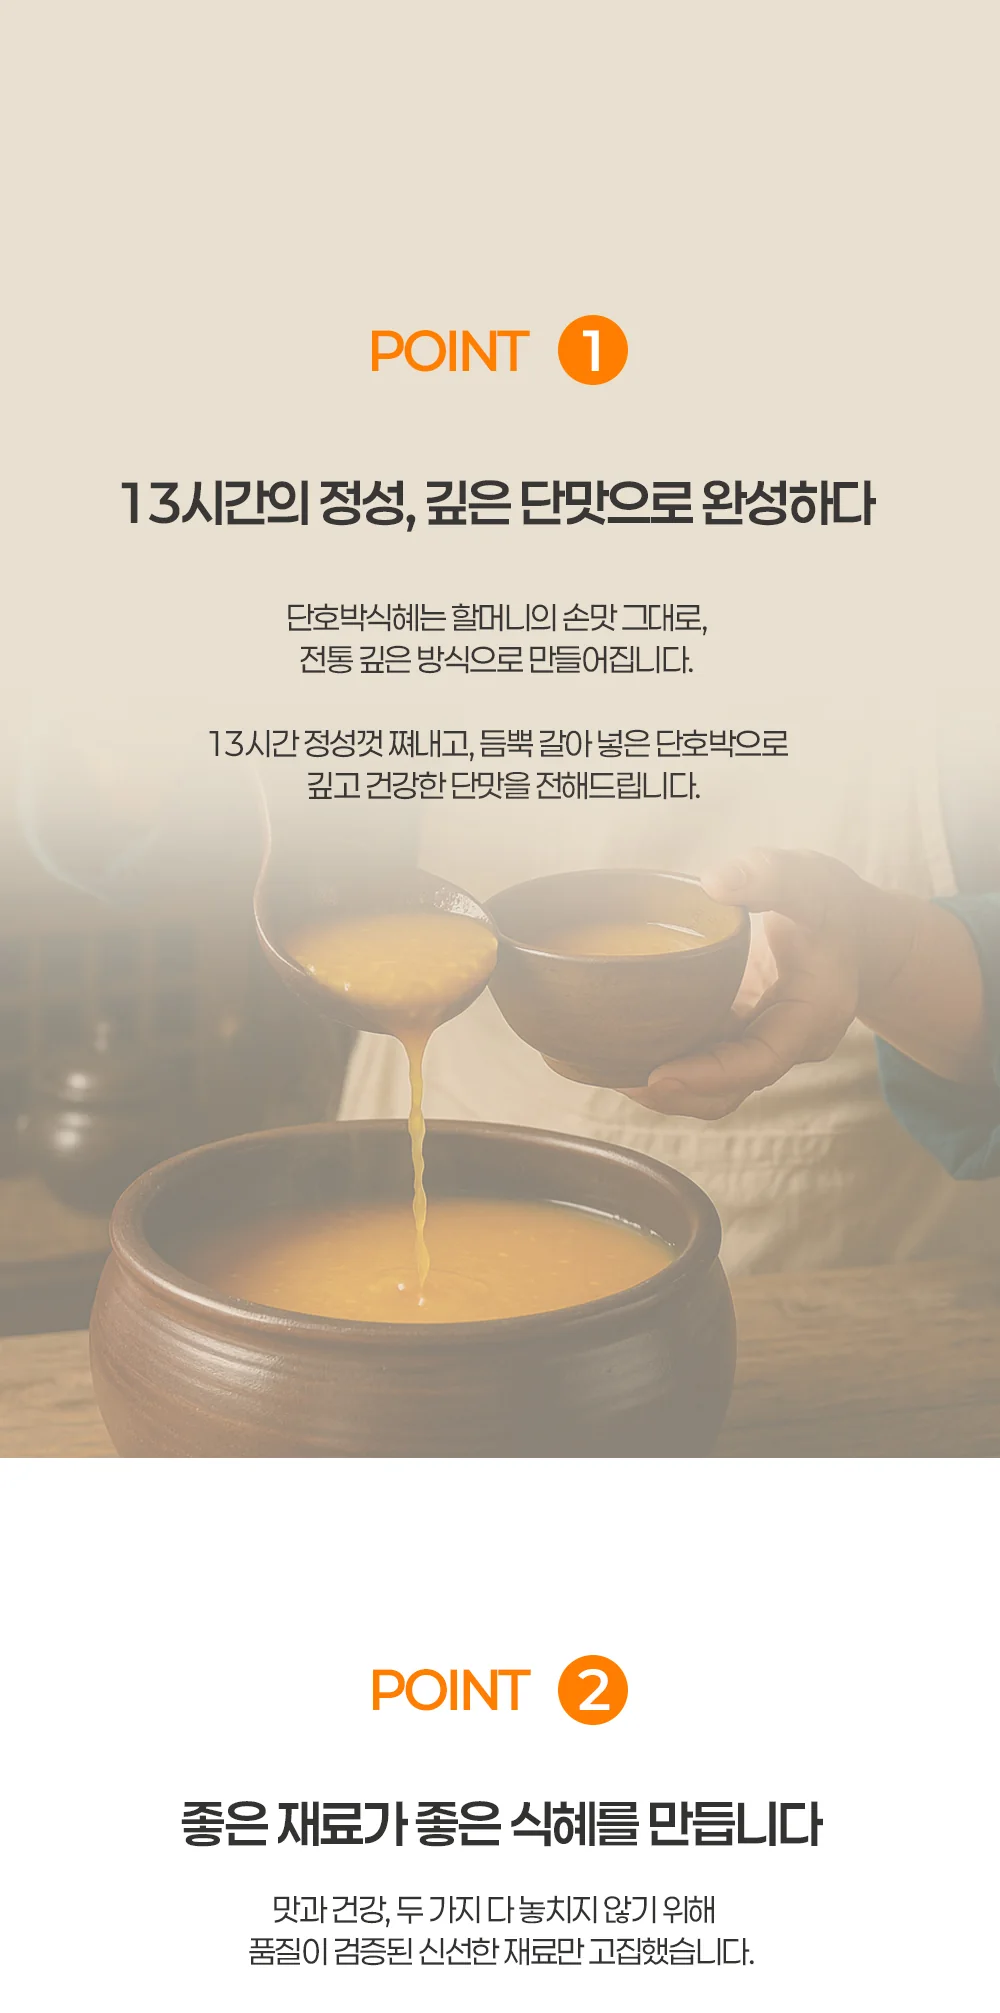 POINT 1
13시간의 정성, 깊은 단맛으로 완성하다
단호박식혜는 할머니의 손맛 그대로,
전통 깊은 방식으로 만들어집니다.
13시간 정성껏 쪄내고, 듬뿍 갈아 넣은 단호박으로
깊고 건강한 단맛을 전해드립니다.
POINT 2
좋은 재료가 좋은 식혜를 만듭니다
맛과 건강, 두 가지 다 놓치지 않기 위해
품질이 검증된 신선한 재료만 고집했습니다.